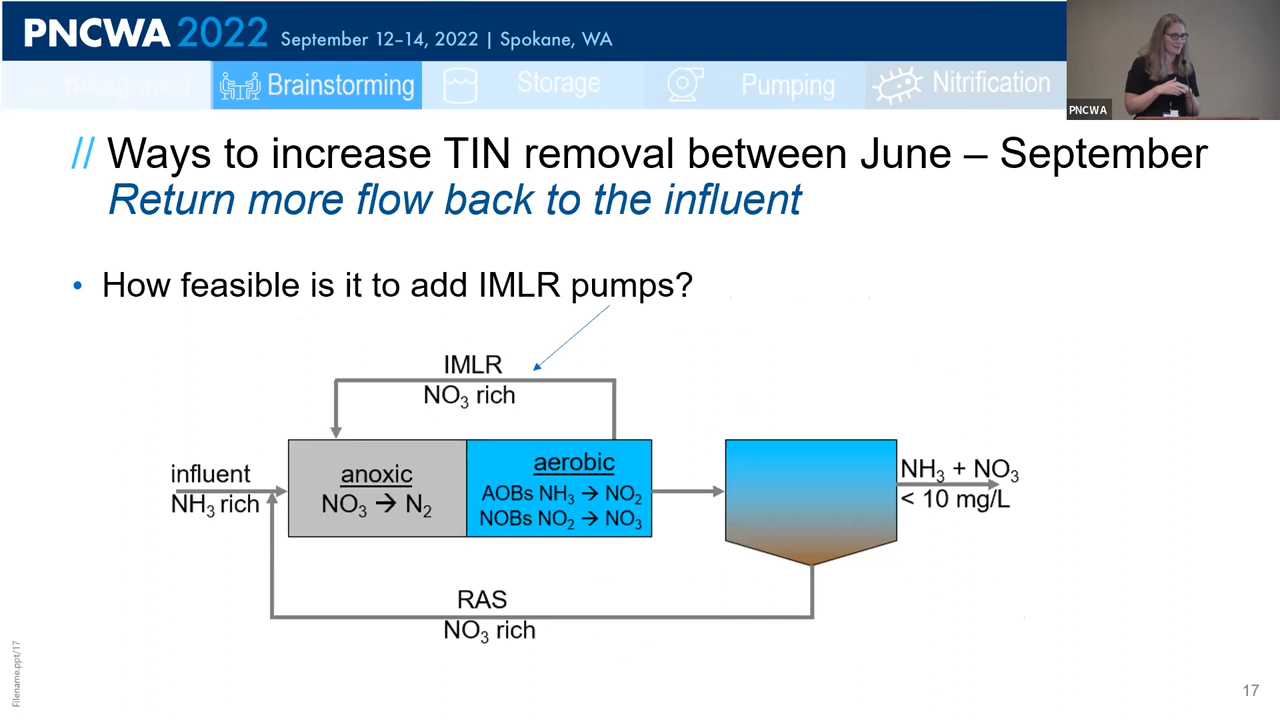 PNCWA 2022 September 12–14, 2022 | Spokane, WA
Brainstorming Storage Pumping Nitrification
PNCWA
// Ways to increase TIN removal between June – September
Return more flow back to the influent
• How feasible is it to add IMLR pumps?
IMLR
NO3 rich
influent
NH3 rich
anoxic
NO3 → N2
aerobic
AOBs NH3 → NO2
NOBs NO2 → NO3
NH3 + NO3
< 10 mg/L
RAS
NO3 rich
Filename.ppt/17
17